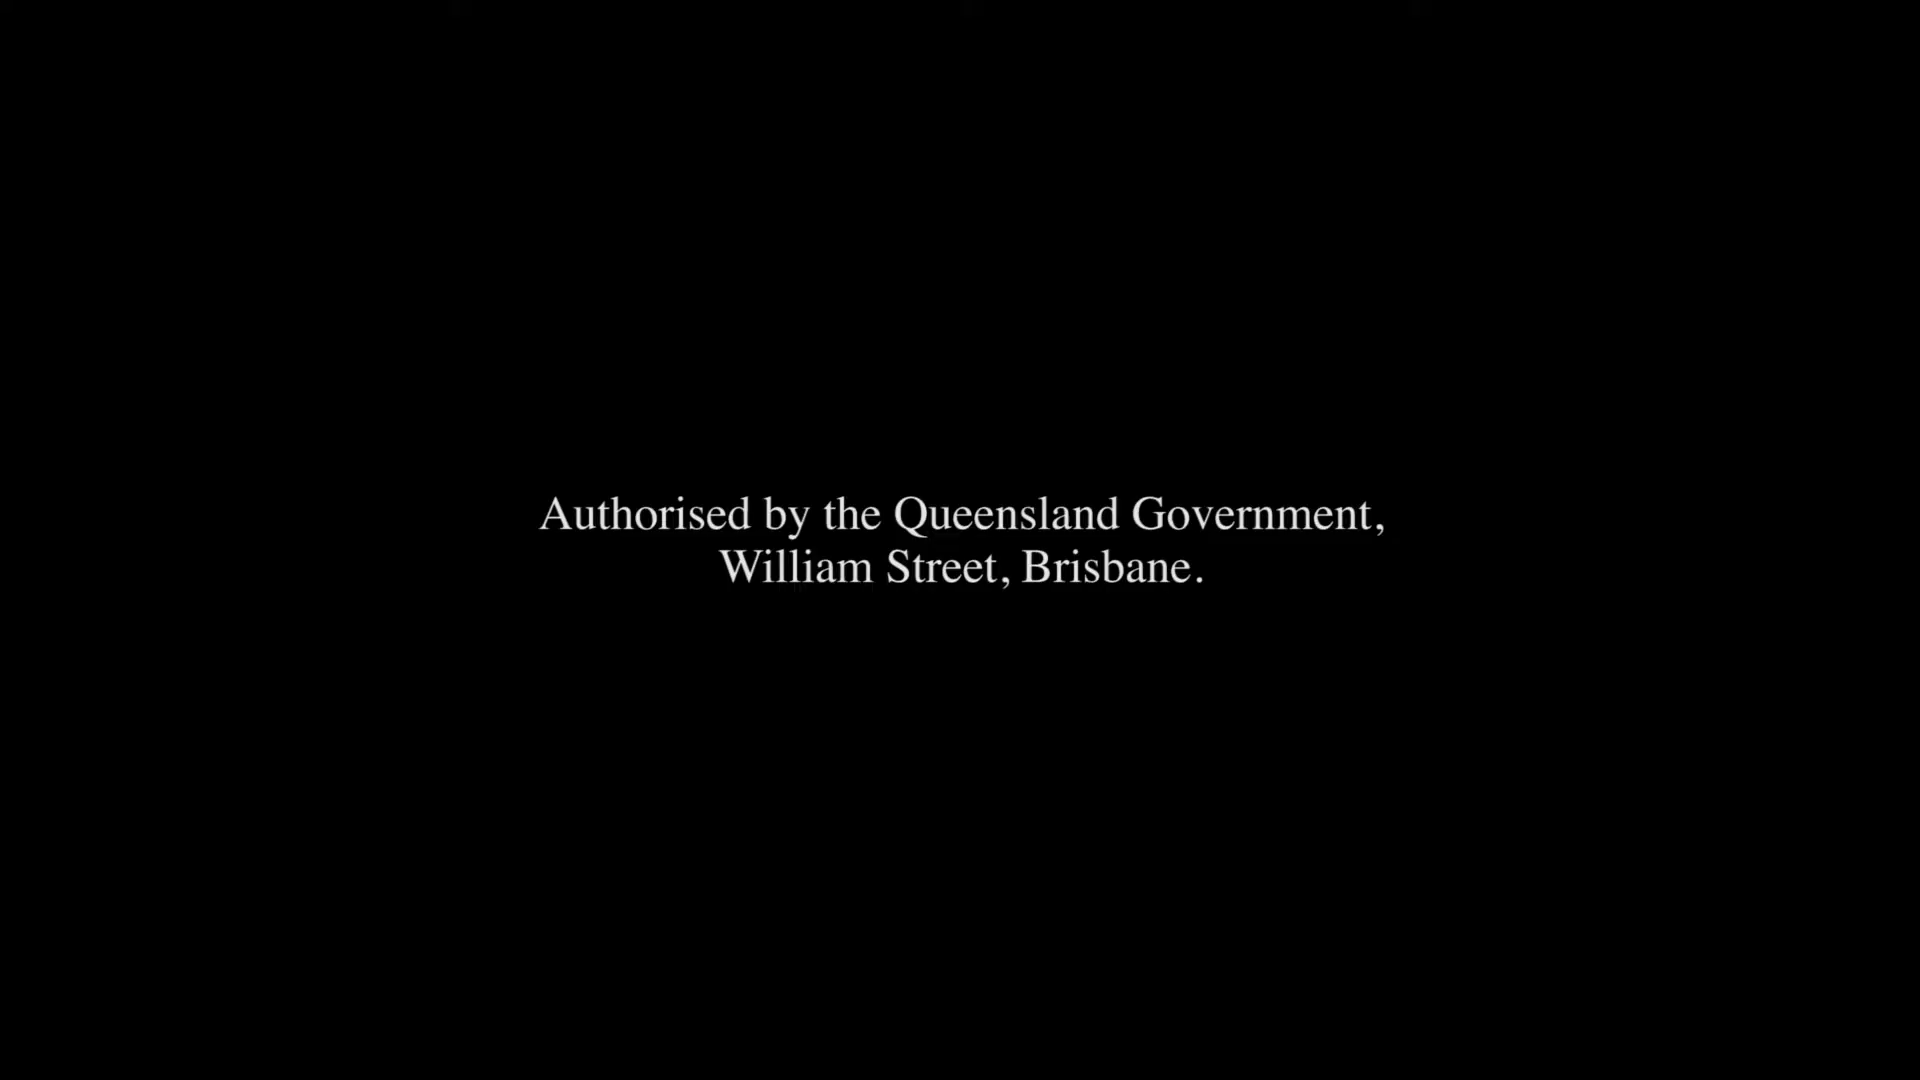 Authorised by the Queensland Government,
William Street, Brisbane.